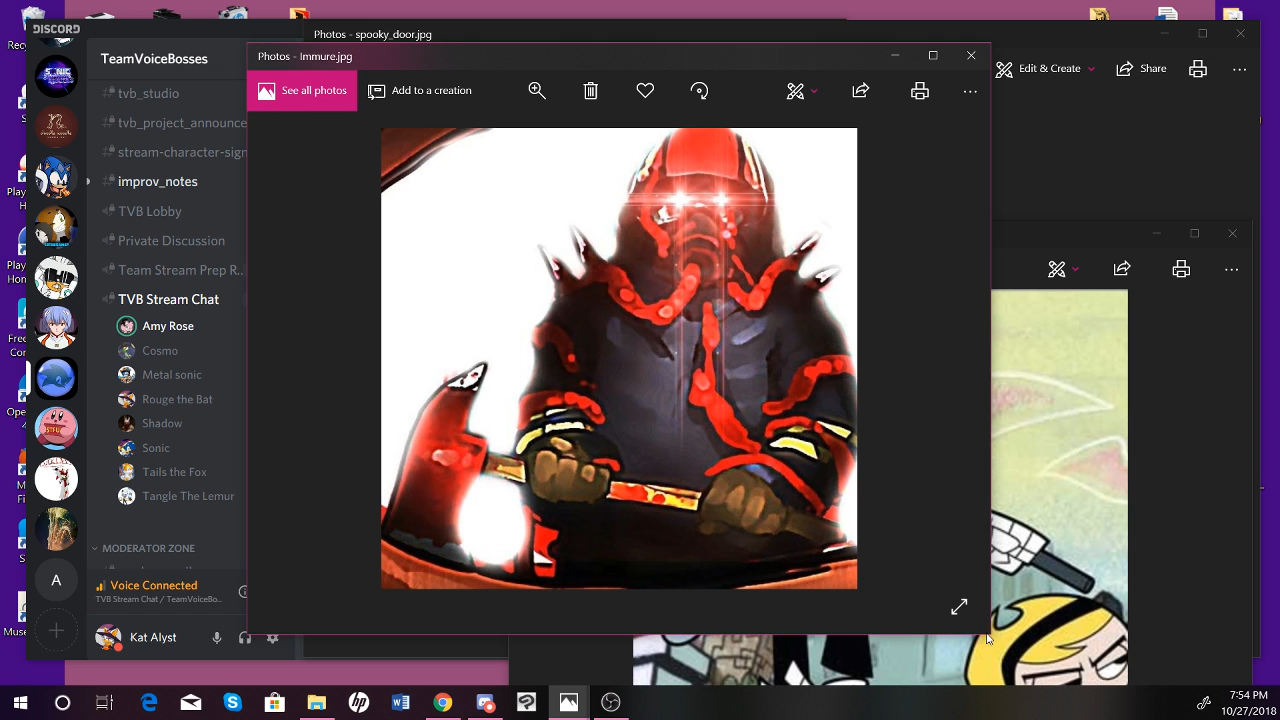 DISCORD
TeamVoiceBosses
tvb_studio
tvb_project_announce
stream-character-sign
improv_notes
TVB Lobby
Private Discussion
Team Stream Prep R...
TVB Stream Chat
Amy Rose
Cosmo
Metal sonic
Rouge the Bat
Shadow
Sonic
Tails the Fox
Tangle The Lemur
MODERATOR ZONE
Voice Connected
TVB Stream Chat / TeamVoiceBo...
A
Kar Alyst
Photos - spooky_door.jpg
Edit & Create
Share
Photos - Immure.jpg
See all photos
Add to a creation
STFU
7:54 PM
10/27/2018